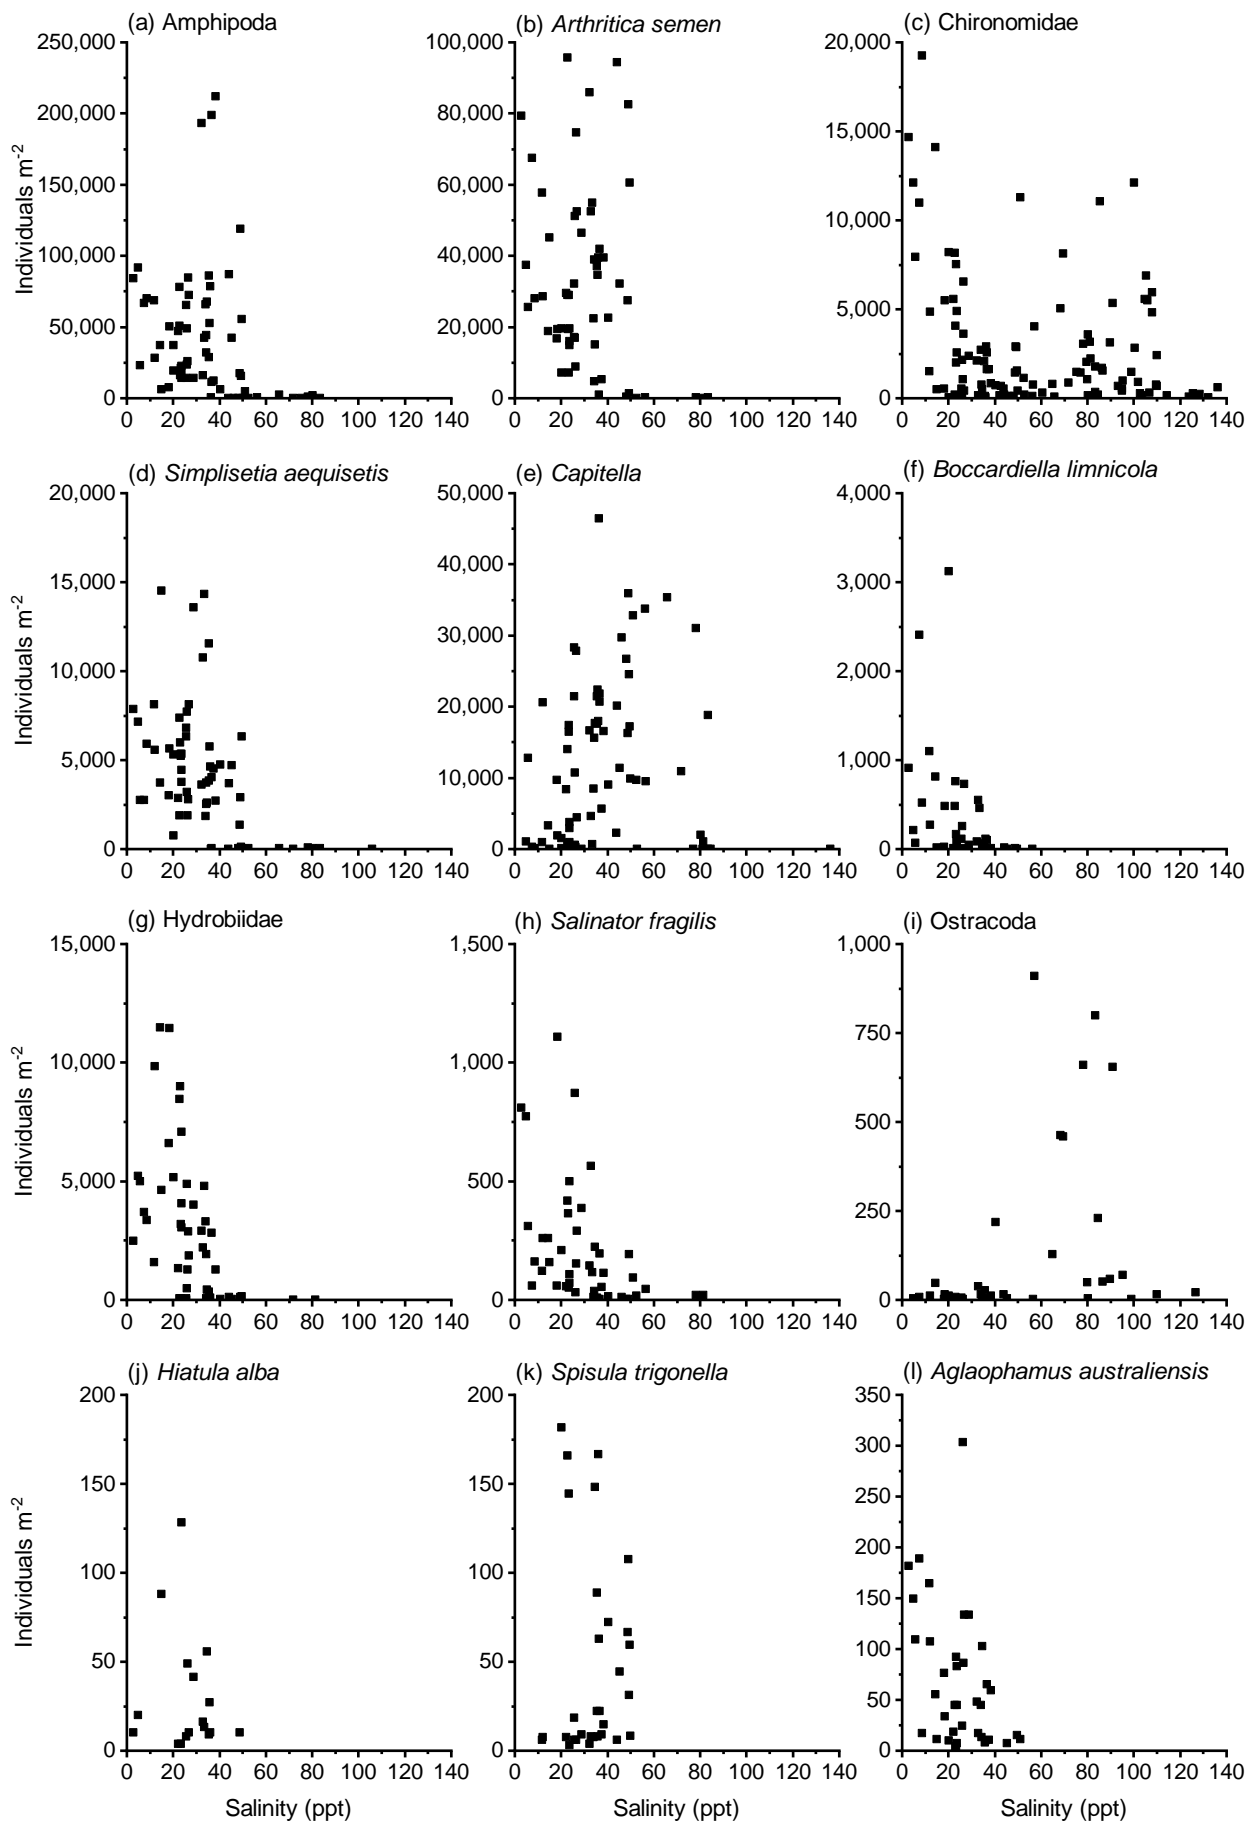 (a) Amphipoda
(b) Arthritica semen
(c) Chironomidae
250,000
200,000
150,000
100,000
50,000
0
Individuals m-2
0 20 40 60 80 100 120 140
100,000
80,000
60,000
40,000
20,000
0
0 20 40 60 80 100 120 140
20,000
15,000
10,000
5,000
0
0 20 40 60 80 100 120 140
(d) Simplisetia aequisetis
(e) Capitella
(f) Boccardiella limnicola
20,000
15,000
10,000
5,000
0
Individuals m-2
0 20 40 60 80 100 120 140
50,000
40,000
30,000
20,000
10,000
0
0 20 40 60 80 100 120 140
4,000
3,000
2,000
1,000
0
0 20 40 60 80 100 120 140
(g) Hydrobiidae
(h) Salinator fragilis
(i) Ostracoda
15,000
10,000
5,000
0
Individuals m-2
0 20 40 60 80 100 120 140
1,500
1,000
500
0
0 20 40 60 80 100 120 140
1,000
750
500
250
0
0 20 40 60 80 100 120 140
(j) Hiatula alba
(k) Spisula trigonella
(l) Aglaophamus australiensis
200
150
100
50
0
Individuals m-2
0 20 40 60 80 100 120 140
Salinity (ppt)
200
150
100
50
0
0 20 40 60 80 100 120 140
Salinity (ppt)
350
300
250
200
150
100
50
0
0 20 40 60 80 100 120 140
Salinity (ppt)